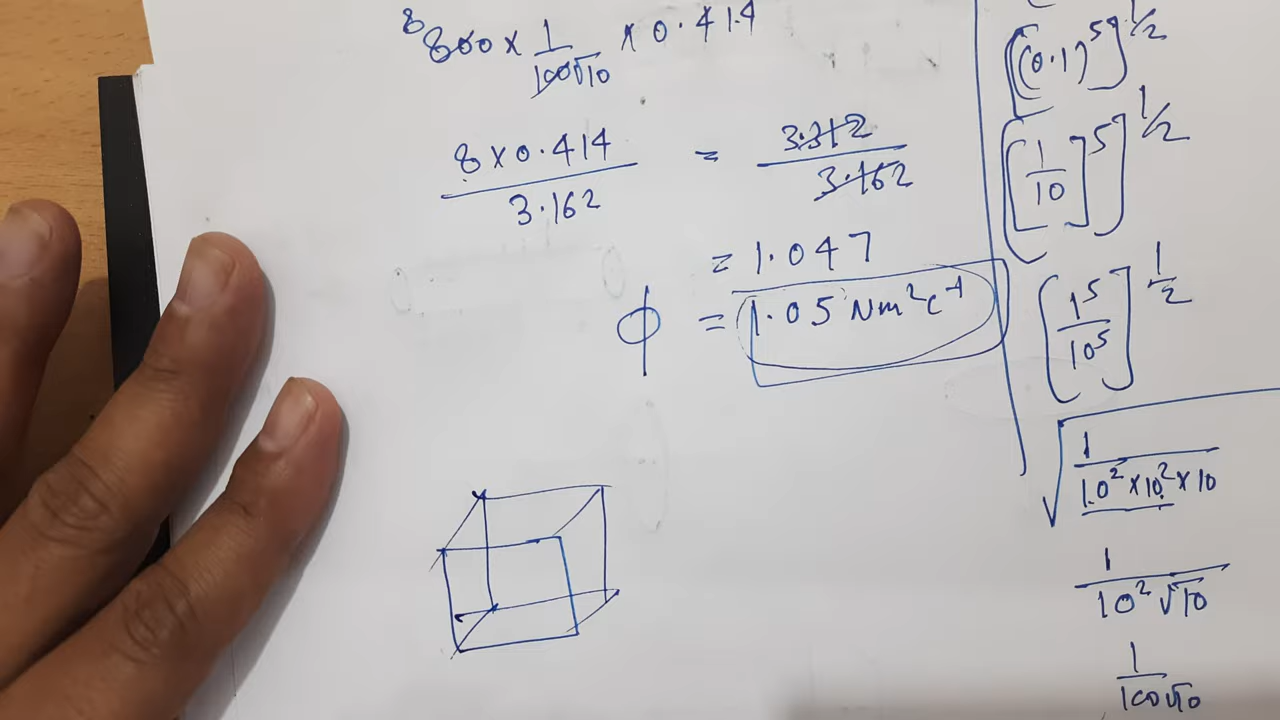 8
800 × 1/100√10 × 0.414
8 × 0.414 / 3.162 = 3.312 / 3.162
= 1.047
ϕ = 1.05 Nm²C⁻¹
[(0.1)⁵]^1/2
[[1/10]⁵]^1/2
[1⁵/10⁵]^1/2
√(1/10² × 10² × 10)
1/10²√10
1/100√10